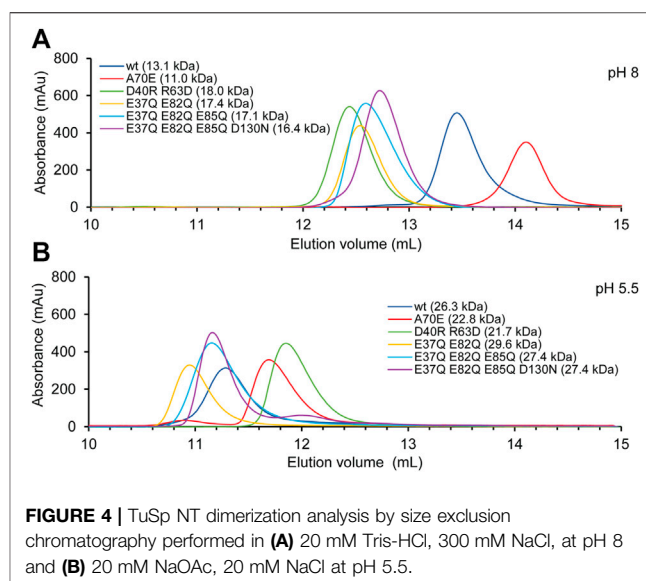 A
pH 8
wt (13.1 kDa)
A70E (11.0 kDa)
D40R R63D (18.0 kDa)
E37Q E82Q (17.4 kDa)
E37Q E82Q E85Q (17.1 kDa)
E37Q E82Q E85Q D130N (16.4 kDa)
Absorbance (mAu)
800
600
400
200
0
10 11 12 13 14 15
Elution volume (mL)
B
pH 5.5
wt (26.3 kDa)
A70E (22.8 kDa)
D40R R63D (21.7 kDa)
E37Q E82Q (29.6 kDa)
E37Q E82Q E85Q (27.4 kDa)
E37Q E82Q E85Q D130N (27.4 kDa)
Absorbance (mAu)
800
600
400
200
0
10 11 12 13 14 15
Elution volume (mL)
FIGURE 4 | TuSp NT dimerization analysis by size exclusion
chromatography performed in (A) 20 mM Tris-HCl, 300 mM NaCl, at pH 8
and (B) 20 mM NaOAc, 20 mM NaCl at pH 5.5.